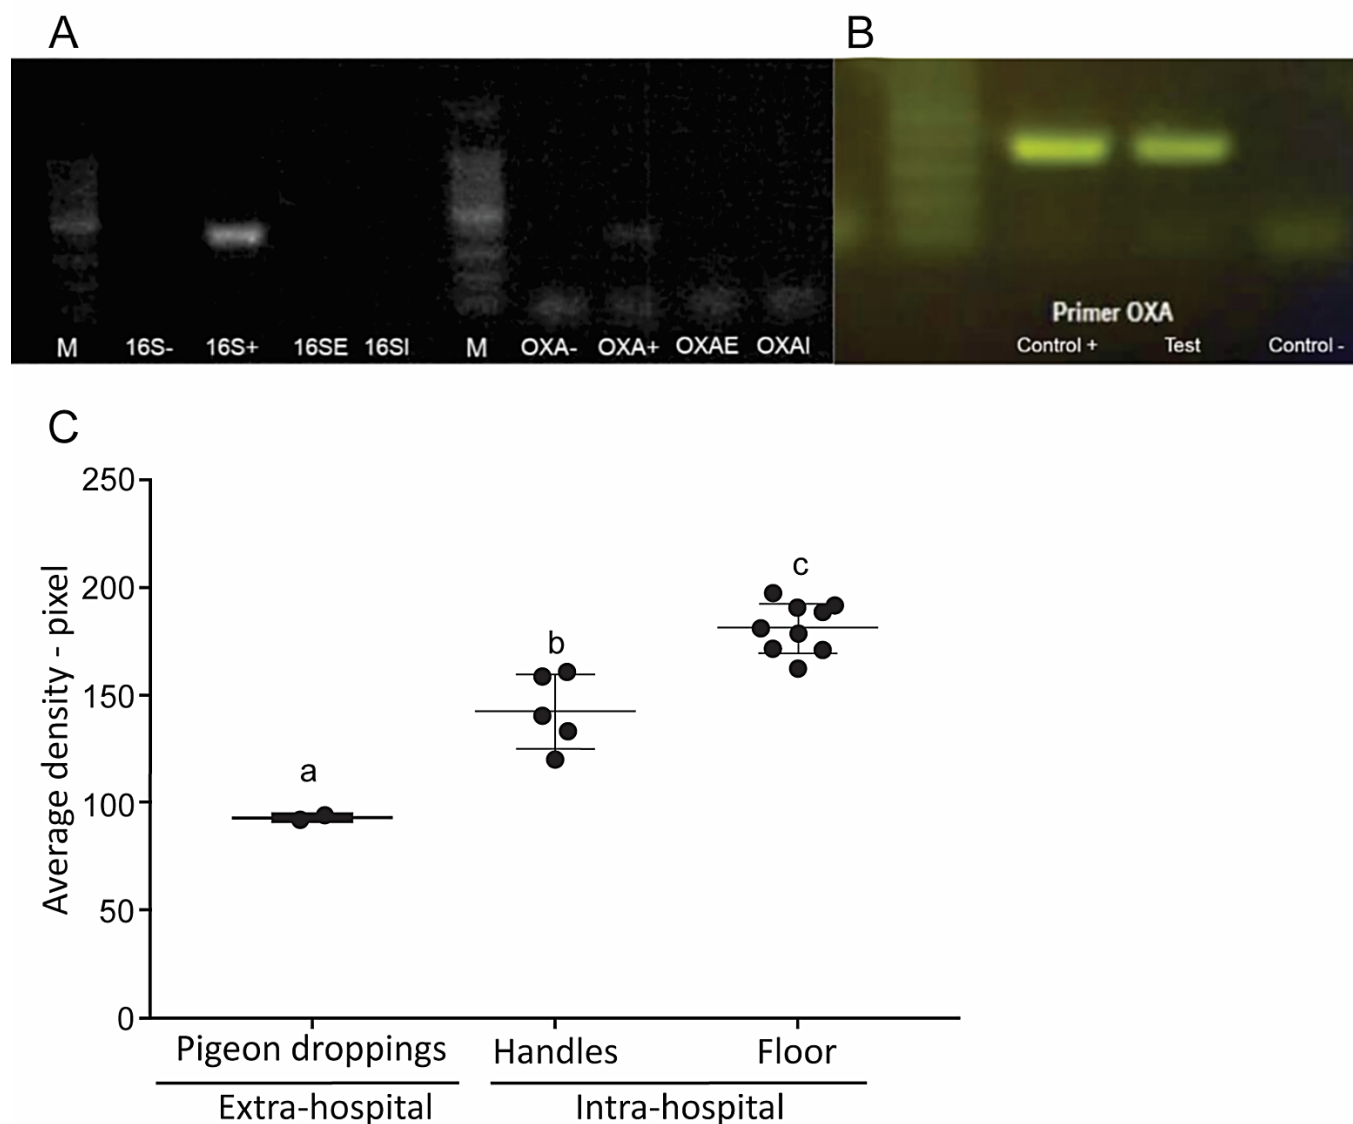 A
B
M 16S- 16S+ 16SE 16SI M OXA- OXA+ OXAE OXAI
Primer OXA
Control + Test Control -
C
Average density - pixel
250
200
150
100
50
0
a
b
c
Pigeon droppings Handles Floor
Extra-hospital Intra-hospital